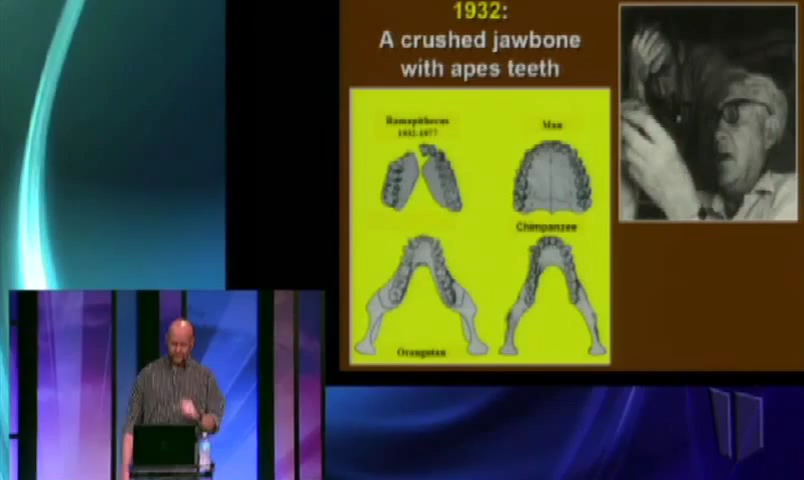 1932:
A crushed jawbone
with apes teeth
Ramapithecus
1932-1977
Man
Chimpanzee
Orangutan